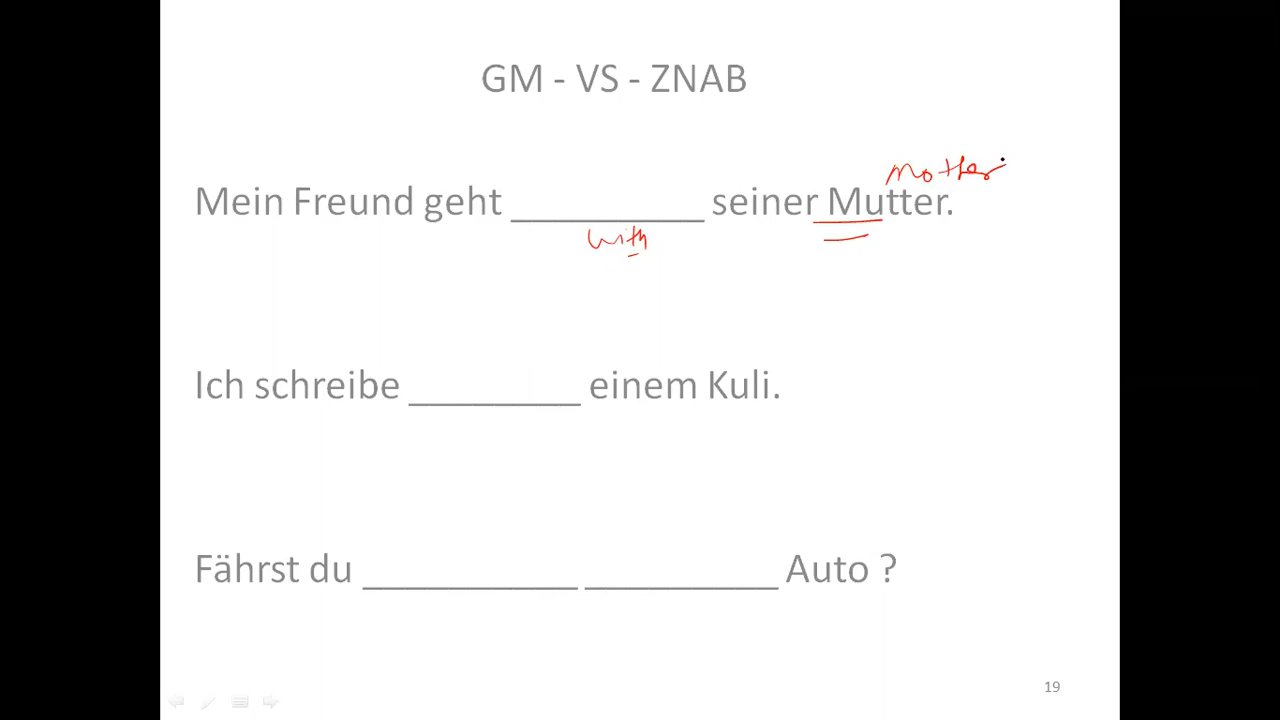 GM - VS - ZNAB
Mother
Mein Freund geht __________ seiner Mutter.
with
Ich schreibe ________ einem Kuli.
Fährst du __________ _________ Auto ?
19